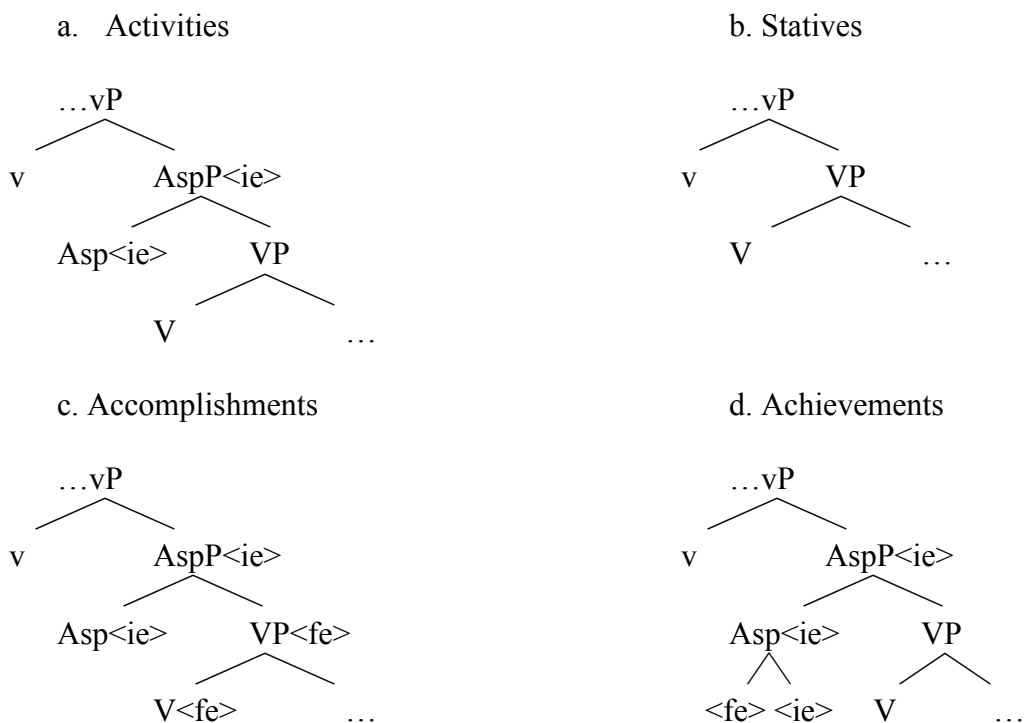 a. Activities
b. Statives
…vP
…vP
v AspP<ie>
v VP
Asp<ie> VP
V …
V …
c. Accomplishments
d. Achievements
…vP
…vP
v AspP<ie>
v AspP<ie>
Asp<ie> VP<fe>
Asp<ie> VP
V<fe> …
<fe> <ie> V …